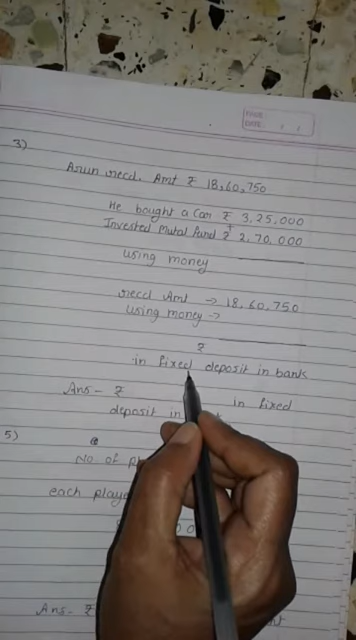 PAGE
DATE
3)
Arun recd. Amt ₹ 18,60,750
He bought a Car ₹ 3,25,000
+
Invested Mutal Fund ₹ 2,70,000
using money
recd Amt → 18,60,750
using money →
₹
in fixed deposit in bank
Ans - ₹ in fixed
deposit in
5)
No of
each playe
Ans - ₹